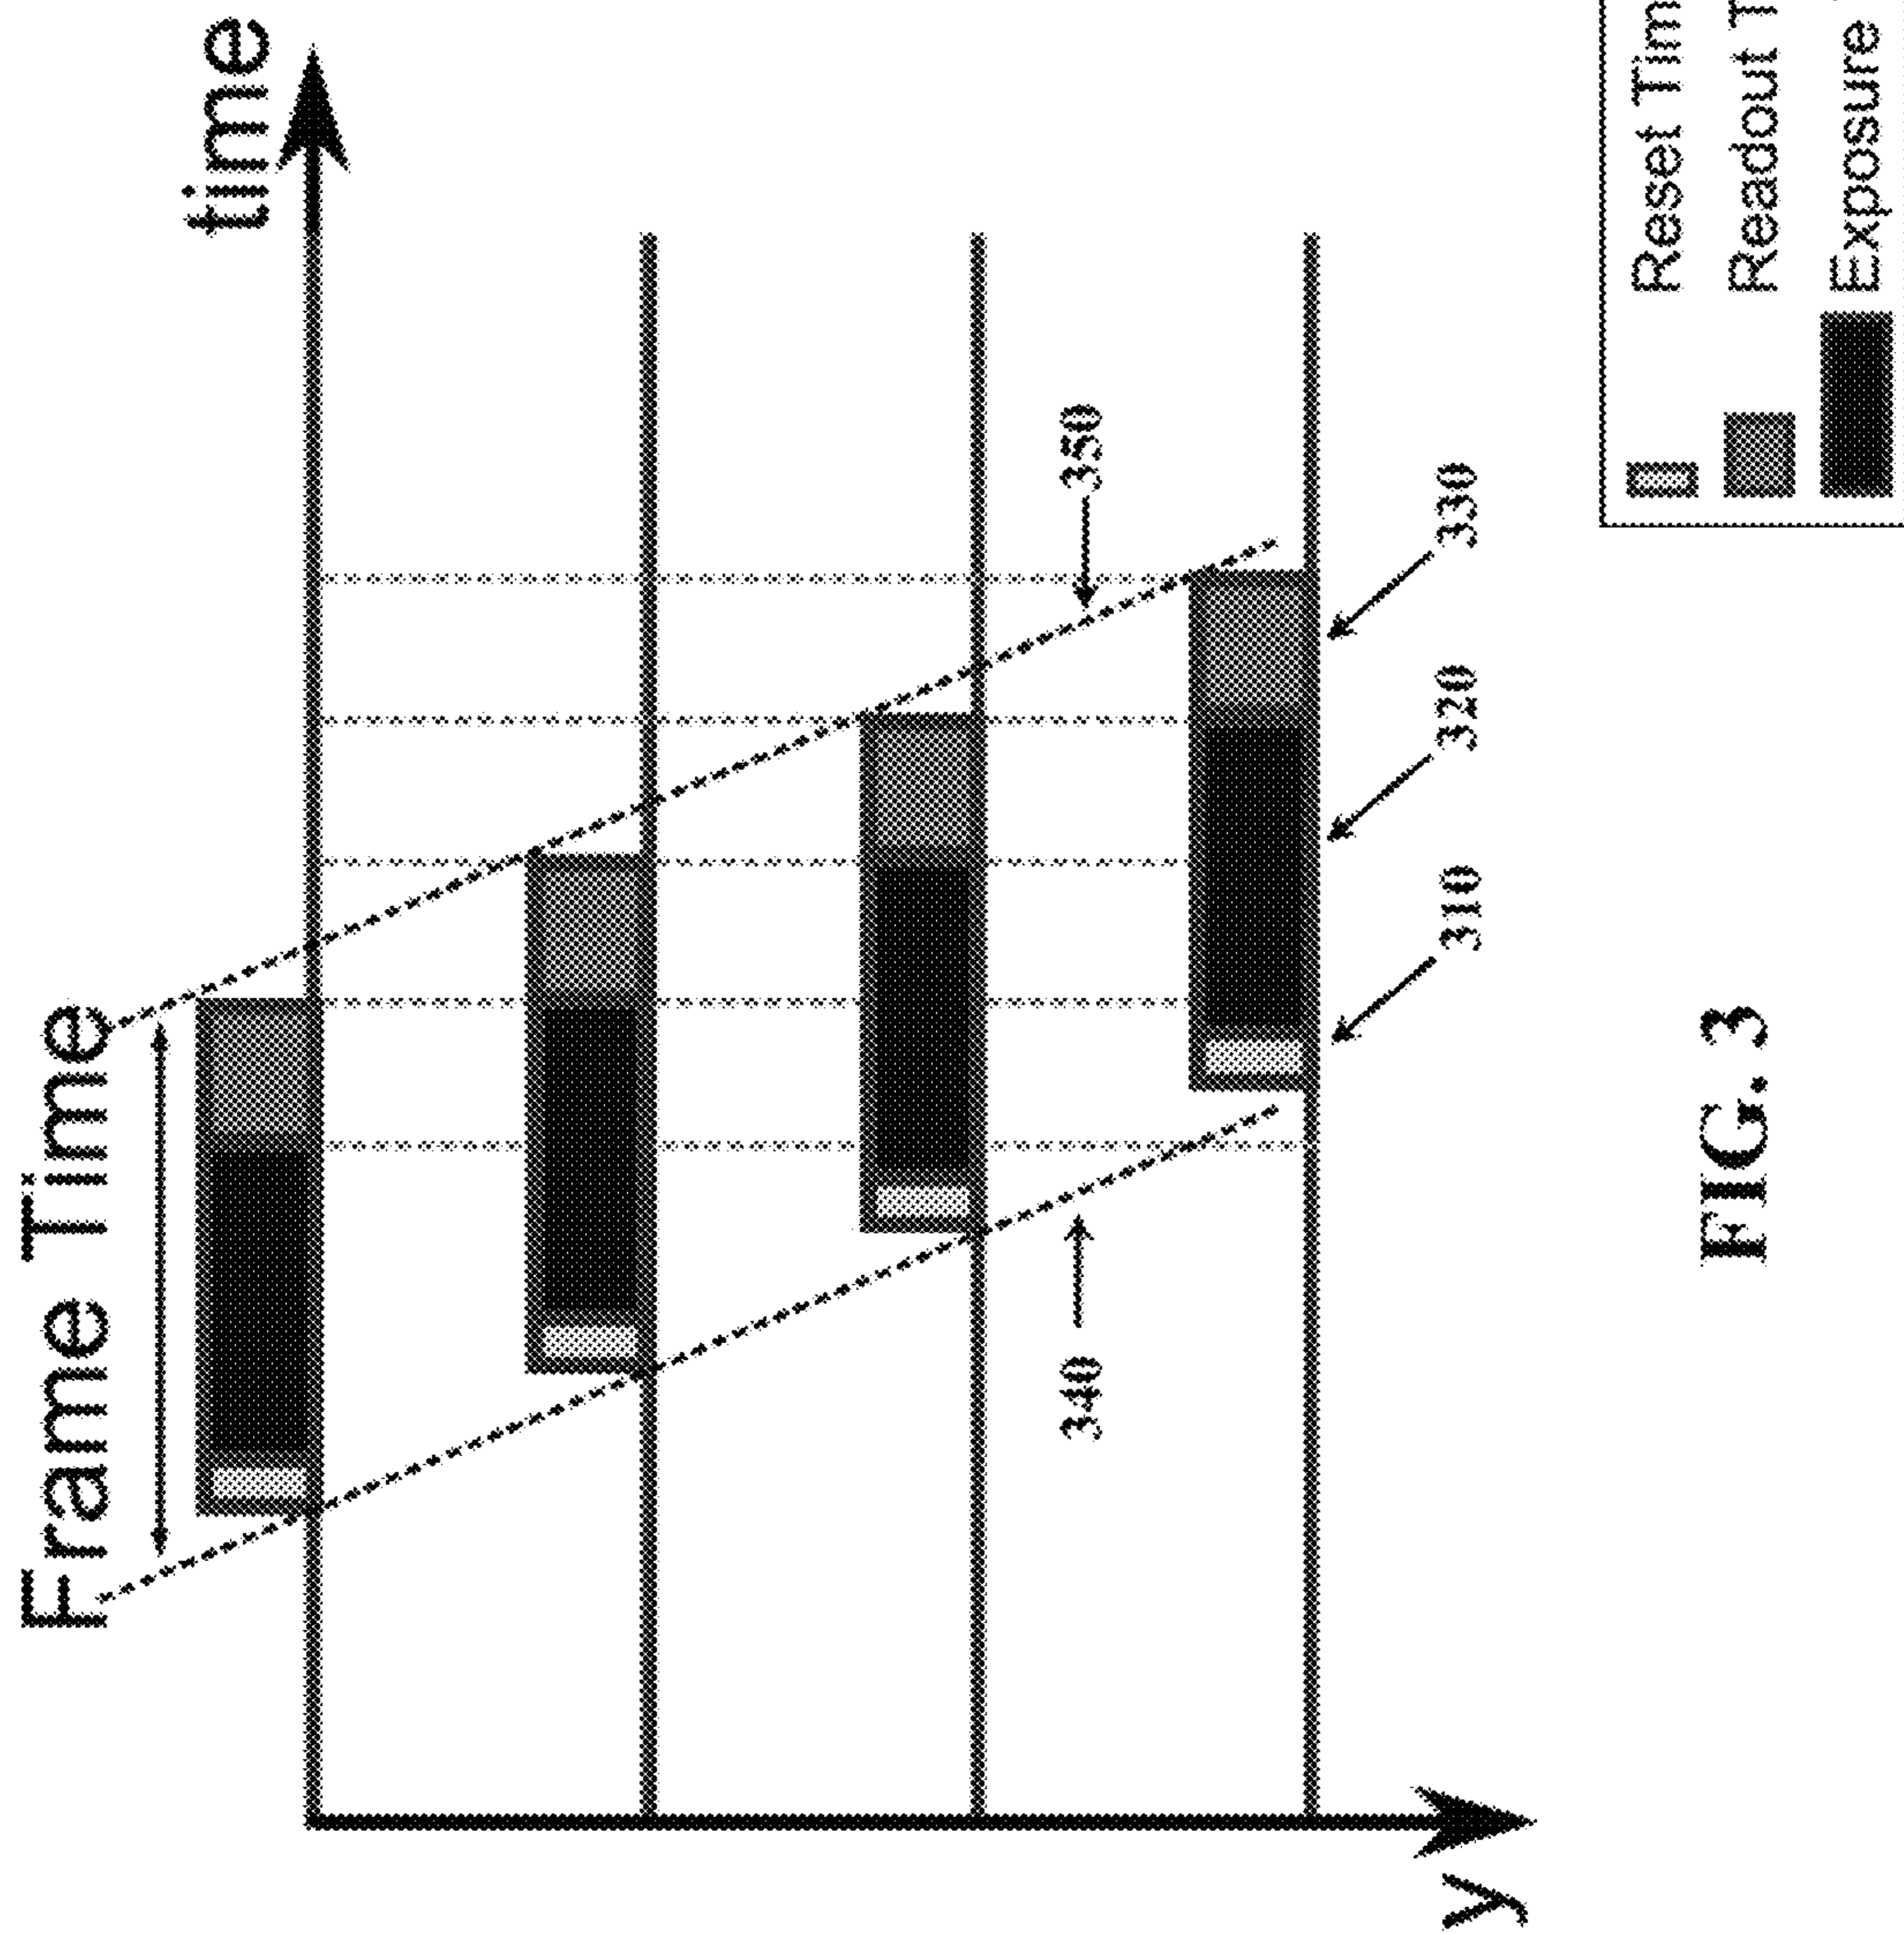 Frame Time
time
350
340
310
320
330
y
Reset Tim
Readout T
Exposure
FIG. 3